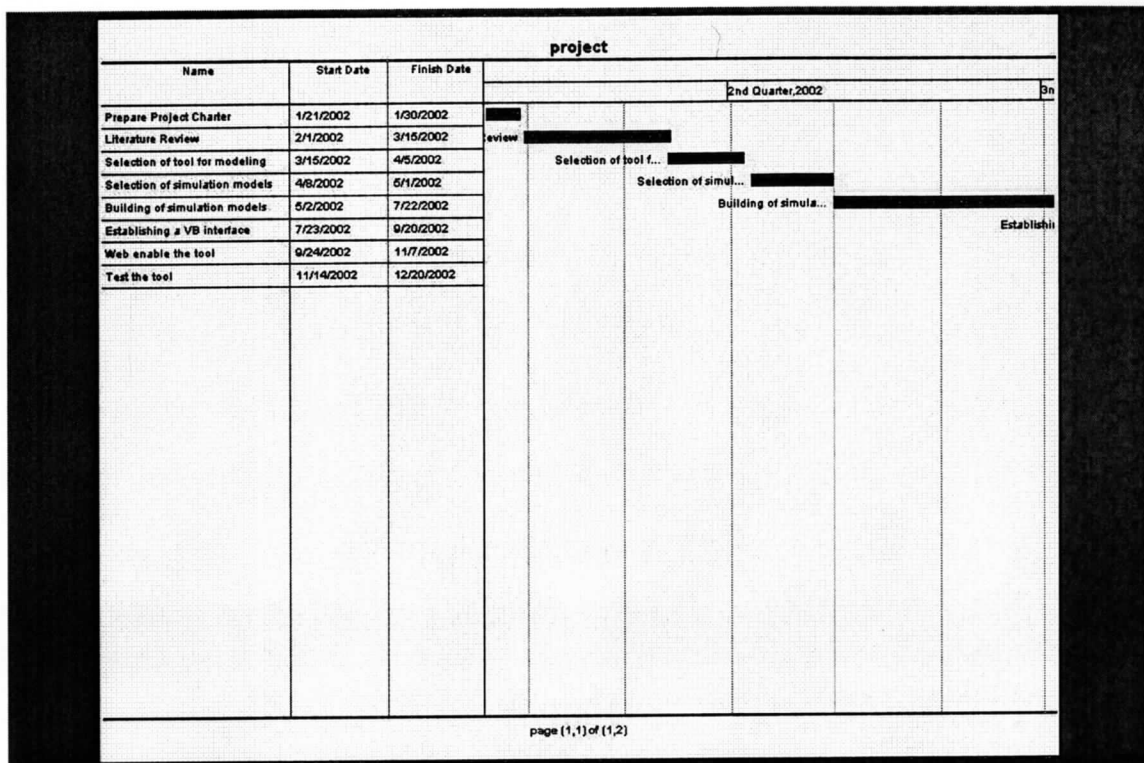 project
Name Start Date Finish Date
2nd Quarter,2002 3
Prepare Project Charter 1/21/2002 1/30/2002
Literature Review 2/1/2002 3/15/2002 Review
Selection of tool for modeling 3/15/2002 4/5/2002 Selection of tool f...
Selection of simulation models 4/8/2002 5/1/2002 Selection of simul...
Building of simulation models 5/2/2002 7/22/2002 Building of simula...
Establishing a VB interface 7/23/2002 9/20/2002 Establishi
Web enable the tool 9/24/2002 11/7/2002
Test the tool 11/14/2002 12/20/2002
page (1,1) of (1,2)